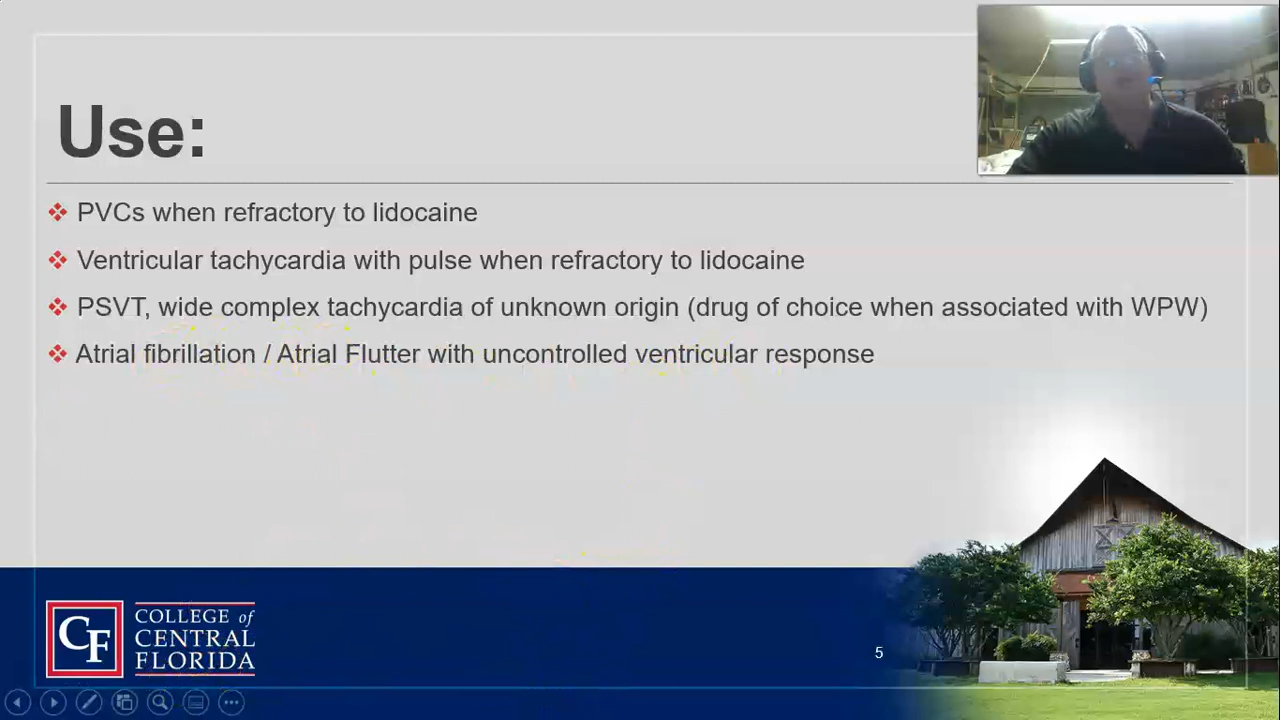 Use:
PVCs when refractory to lidocaine
Ventricular tachycardia with pulse when refractory to lidocaine
PSVT, wide complex tachycardia of unknown origin (drug of choice when associated with WPW)
Atrial fibrillation / Atrial Flutter with uncontrolled ventricular response
CF
COLLEGE of
CENTRAL
FLORIDA
5